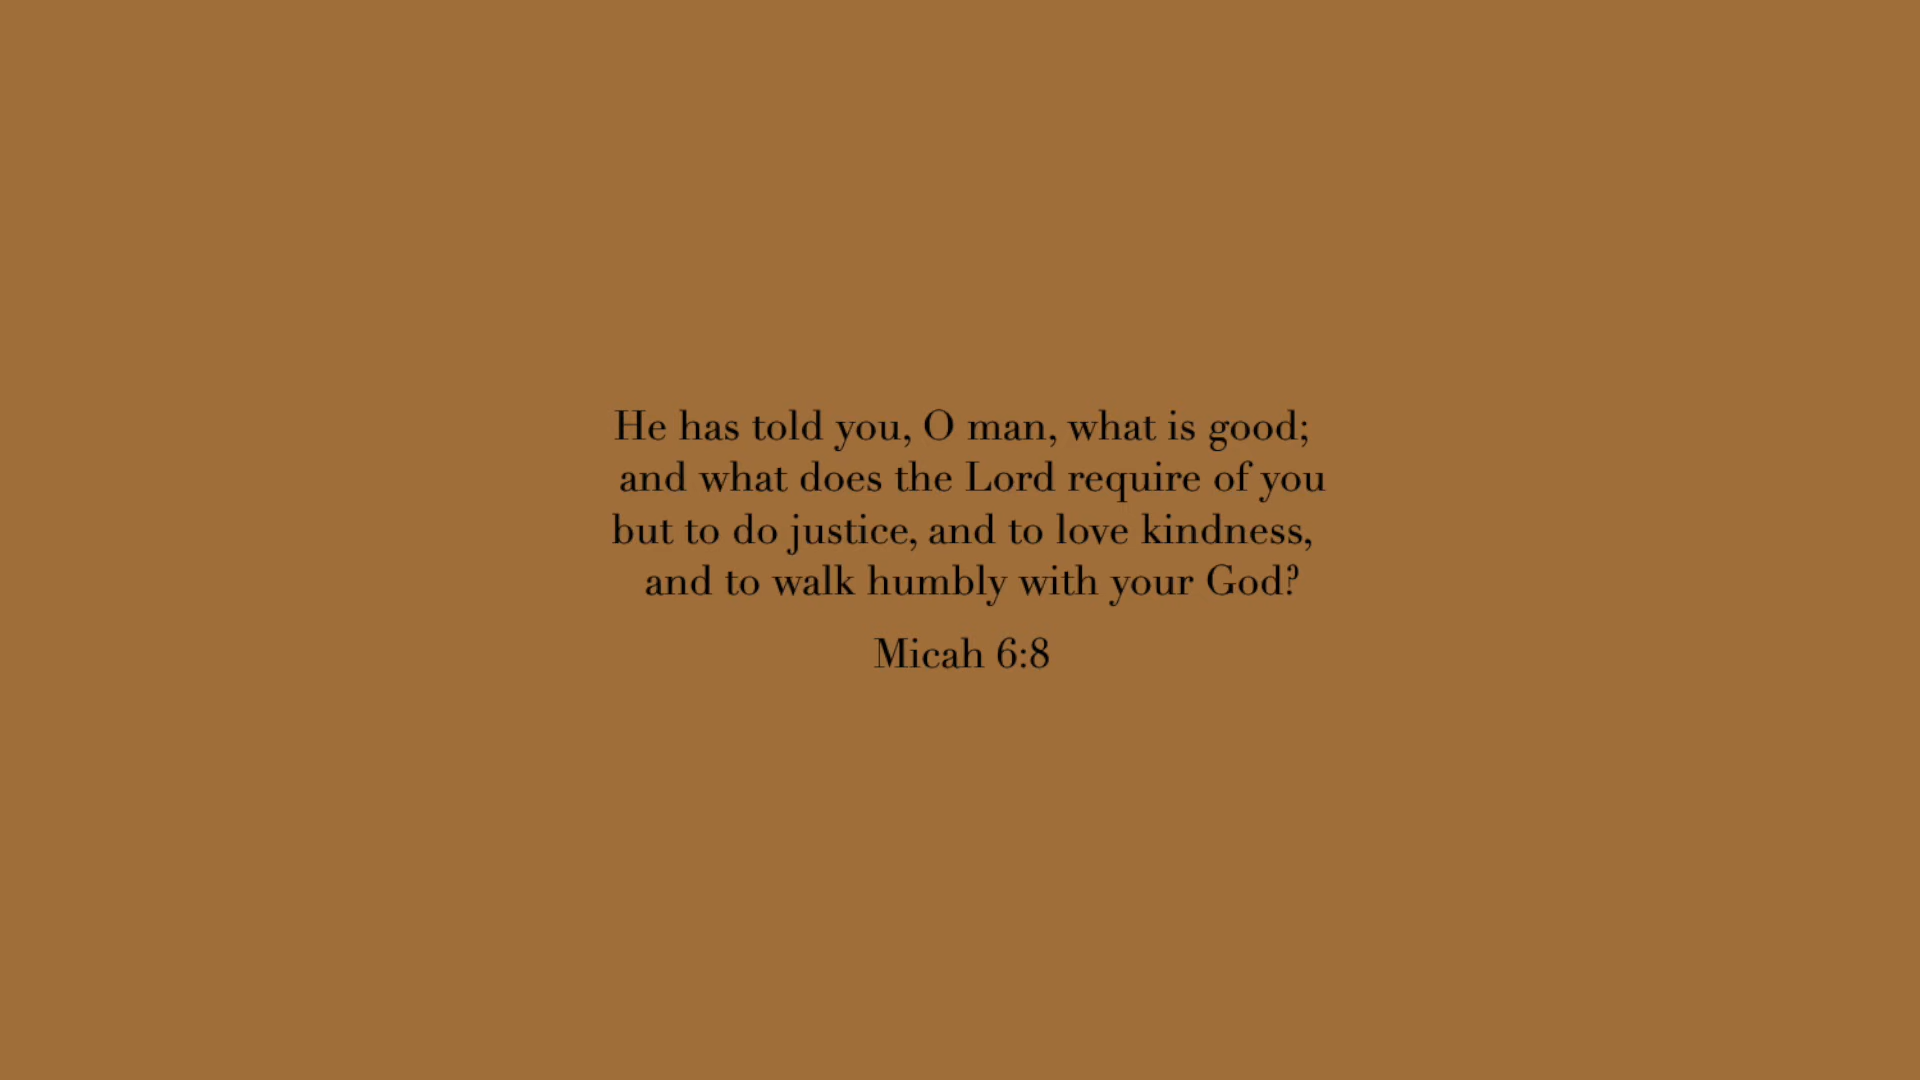 He has told you, O man, what is good;
and what does the Lord require of you
but to do justice, and to love kindness,
and to walk humbly with your God?
Micah 6:8